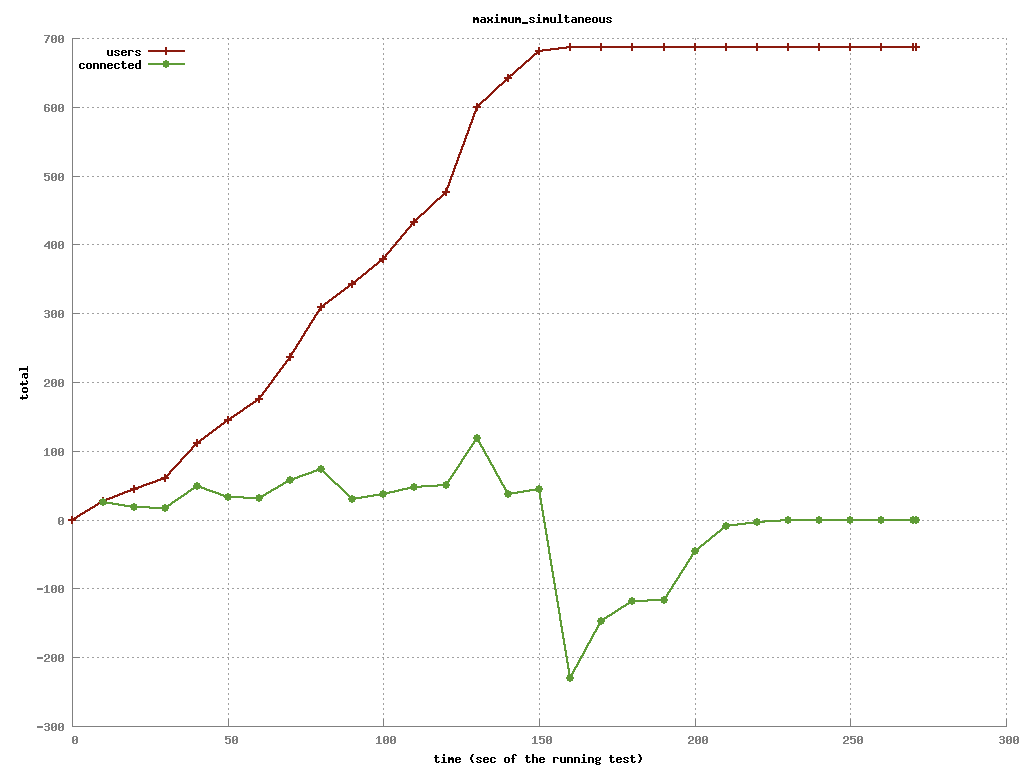 maximum_simultaneous
users
connected
700
600
500
400
300
200
100
0
-100
-200
-300
total
0 50 100 150 200 250 300
time (sec of the running test)